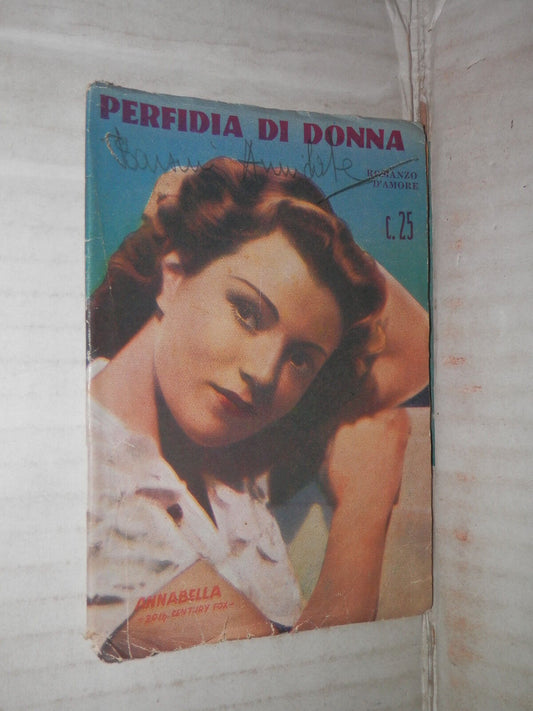 PERFIDIA DI DONNA
ROMANZO
D'AMORE
c. 25
ANNABELLA
-20th CENTURY FOX-